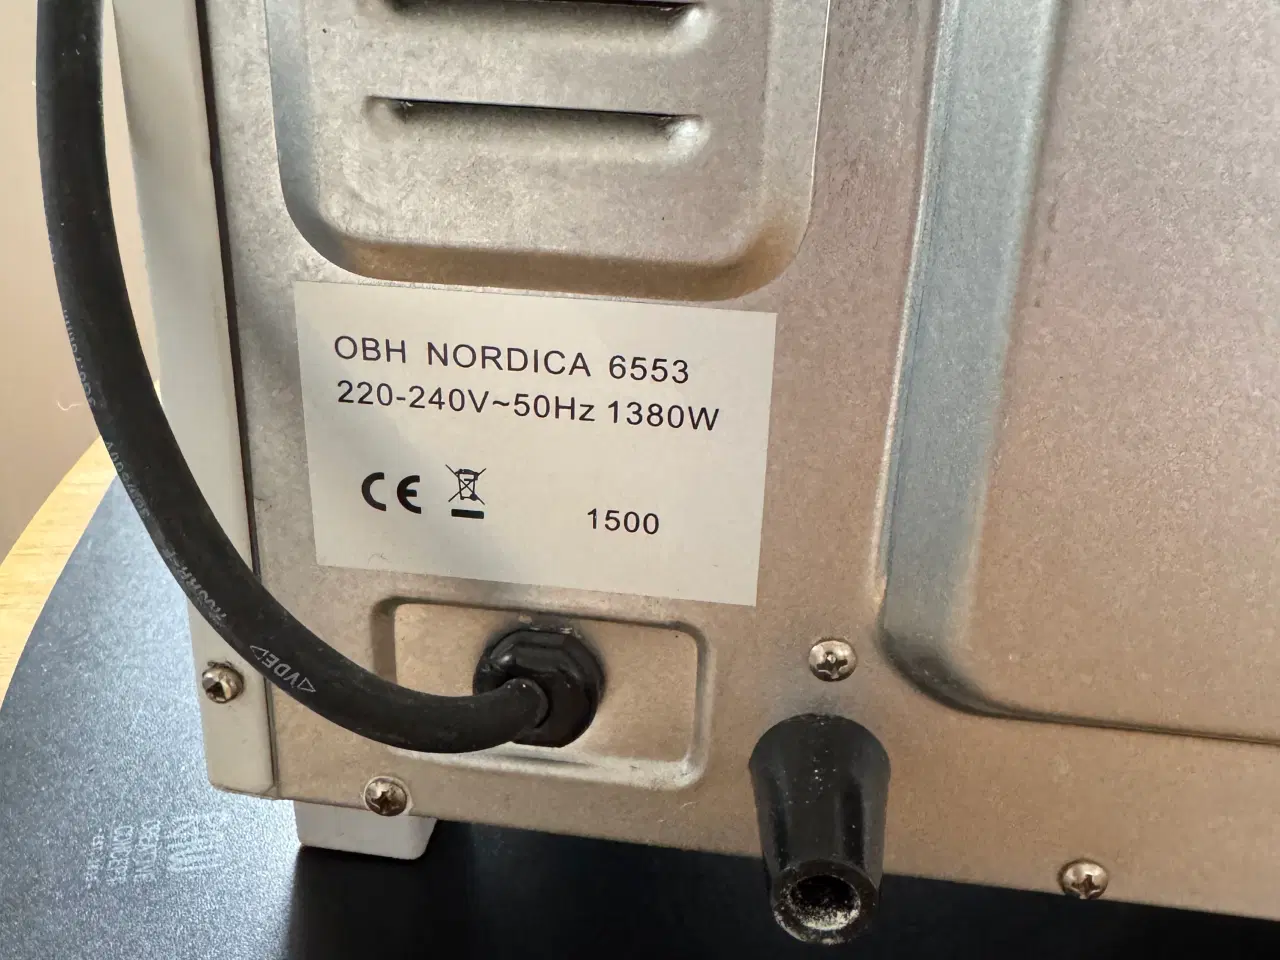 OBH NORDICA 6553
220-240V~50Hz 1380W
CE
1500
◁VDE▷